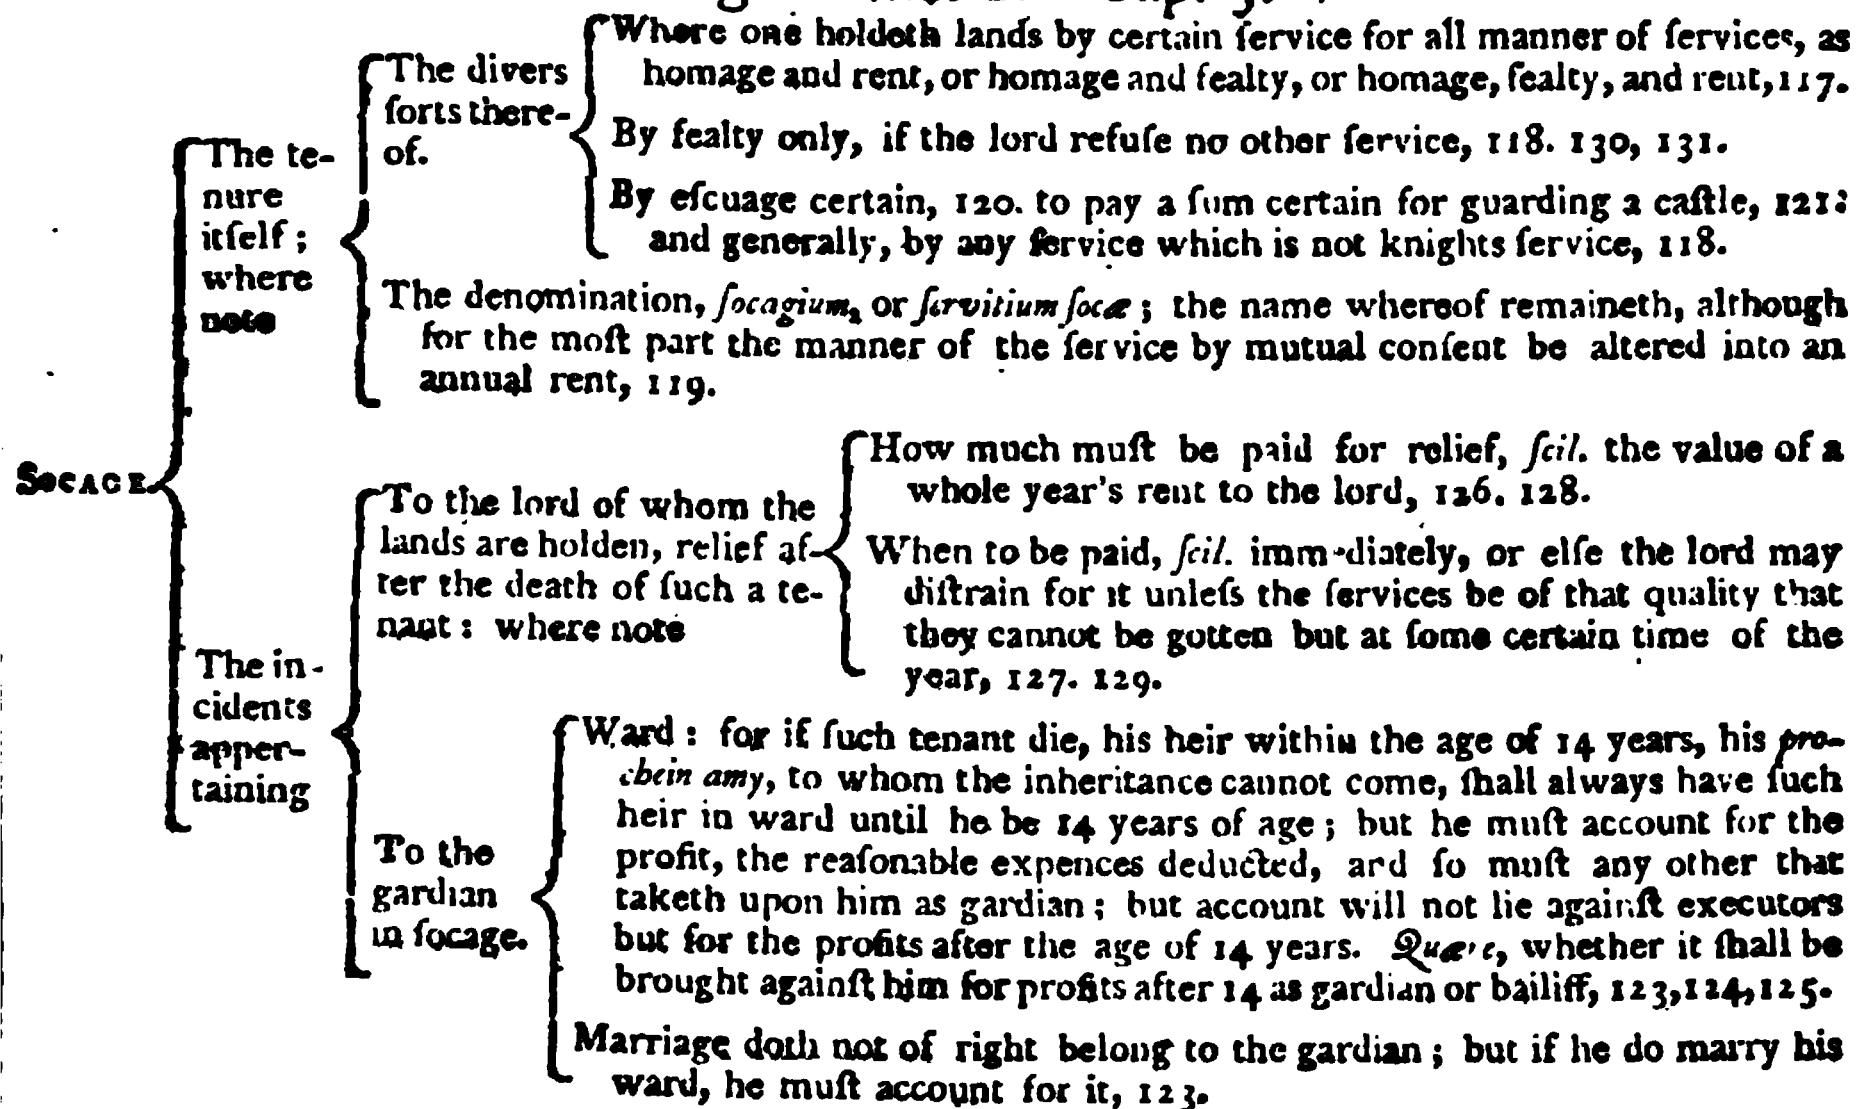 Where one holdeth lands by certain ſervice for all manner of ſervices, as
homage and rent, or homage and fealty, or homage, fealty, and rent, 117.
The divers
ſorts there-
of.
By fealty only, if the lord refuſe no other ſervice, 118. 130, 131.
By eſcuage certain, 120. to pay a ſum certain for guarding a caſtle, 121:
and generally, by any ſervice which is not knights ſervice, 118.
The te-
nure
itſelf;
where
note
The denomination, ſocagium, or ſervitium ſocæ; the name whereof remaineth, although
for the moſt part the manner of the ſervice by mutual conſent be altered into an
annual rent, 119.
SOCAGE.
To the lord of whom the
lands are holden, relief af-
ter the death of ſuch a te-
nant: where note
How much muſt be paid for relief, ſcil. the value of a
whole year's rent to the lord, 126. 128.
When to be paid, ſcil. immediately, or elſe the lord may
diſtrain for it unleſs the ſervices be of that quality that
they cannot be gotten but at ſome certain time of the
year, 127. 129.
The in-
cidents
apper-
taining
To the
gardian
in ſocage.
Ward: for if ſuch tenant die, his heir within the age of 14 years, his pro-
chein amy, to whom the inheritance cannot come, ſhall always have ſuch
heir in ward until he be 14 years of age; but he muſt account for the
profit, the reaſonable expences deducted, and ſo muſt any other that
taketh upon him as gardian; but account will not lie againſt executors
but for the profits after the age of 14 years. Quære, whether it ſhall be
brought againſt him for profits after 14 as gardian or bailiff, 123, 124, 125.
Marriage doth not of right belong to the gardian; but if he do marry his
ward, he muſt account for it, 123.